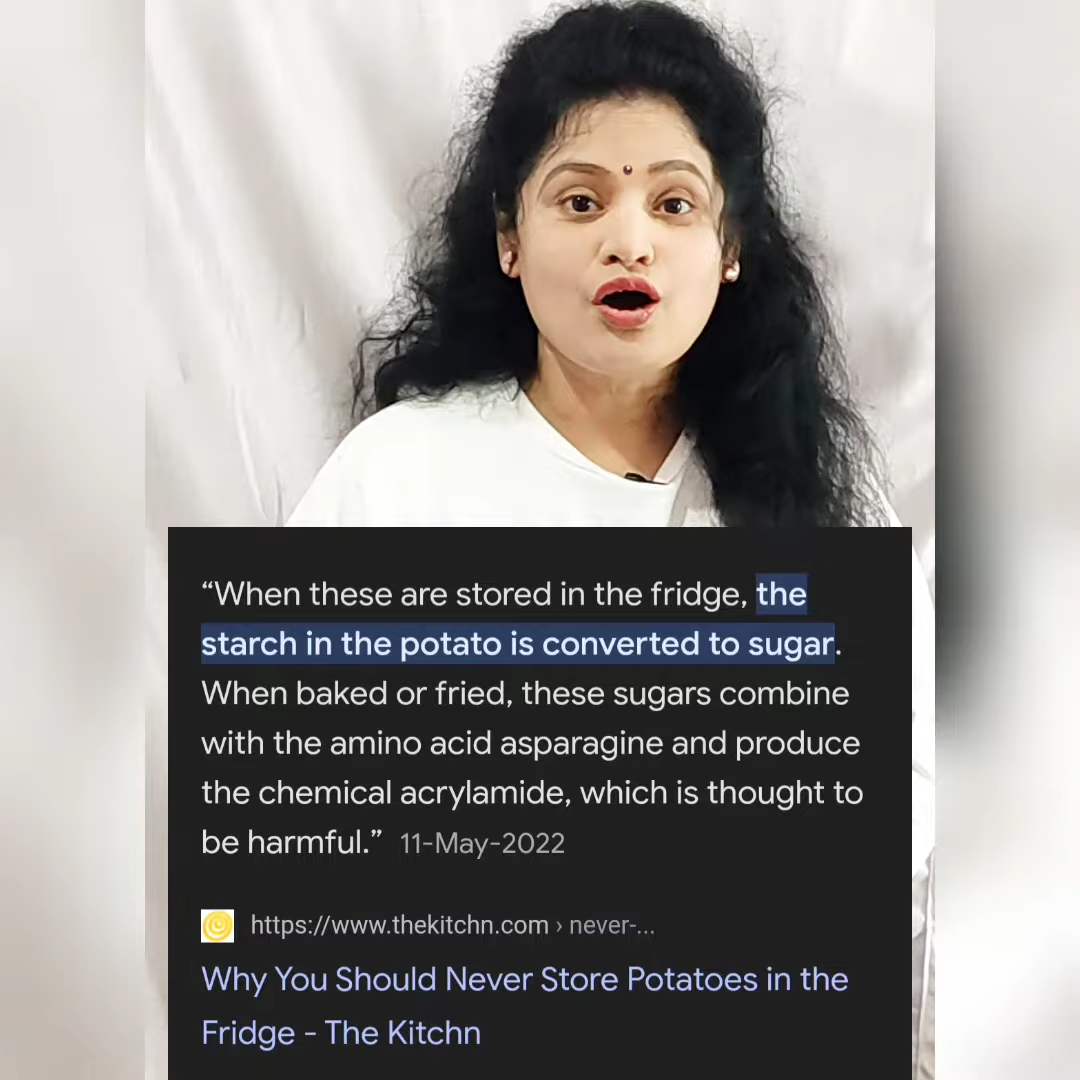 “When these are stored in the fridge, the
starch in the potato is converted to sugar.
When baked or fried, these sugars combine
with the amino acid asparagine and produce
the chemical acrylamide, which is thought to
be harmful.” 11-May-2022
https://www.thekitchn.com › never-...
Why You Should Never Store Potatoes in the
Fridge - The Kitchn